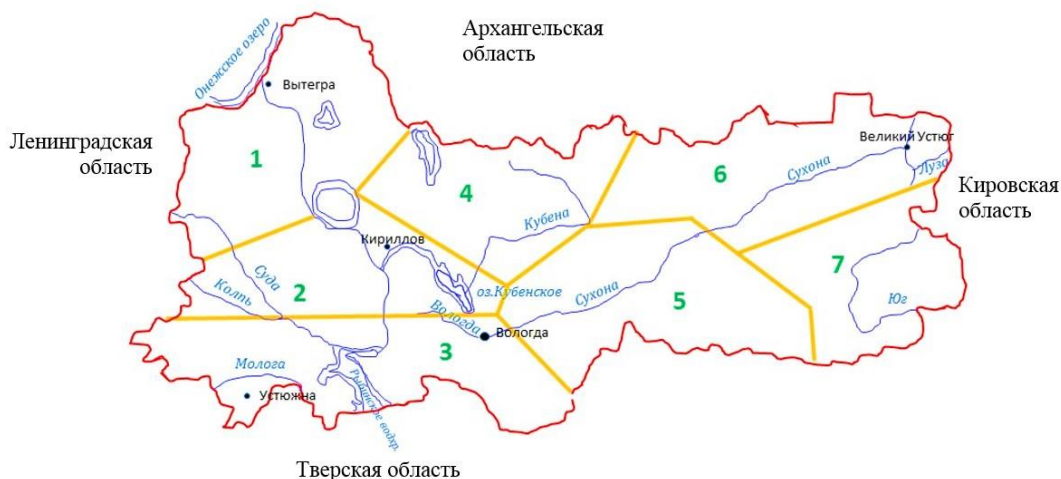 Архангельская
область
Онежское озеро
Вытегра
Ленинградская
область
1
4
6
Великий Устюг
Сухона
Луза
Кировская
область
Кубена
Кириллов
7
Суда
Колпь
2
оз.Кубенское
Сухона
5
Юг
Вологда
Вологда
3
Молога
Устюжна
Рыбинское водхр.
Тверская область